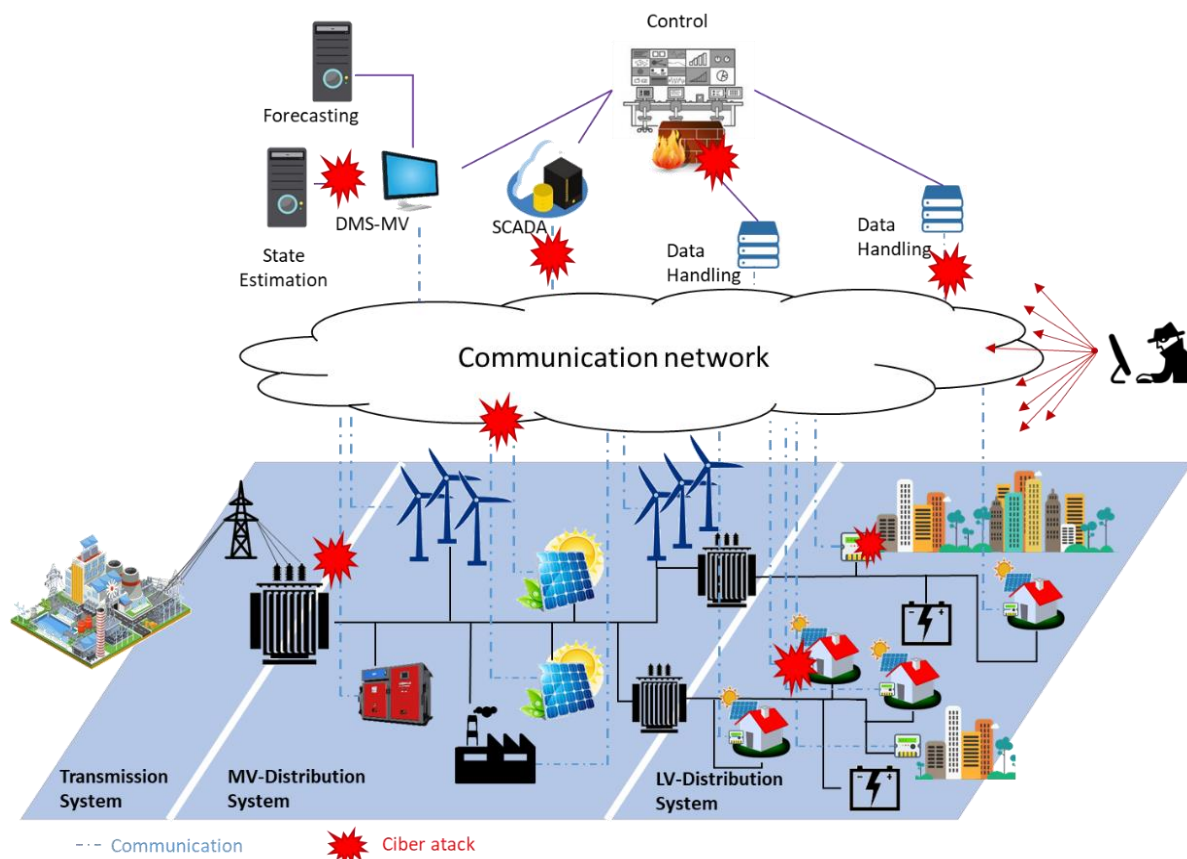 Control
Forecasting
DMS-MV
SCADA
State
Estimation
Data
Handling
Data
Handling
Communication network
Transmission
System
MV-Distribution
System
LV-Distribution
System
Communication
Ciber atack